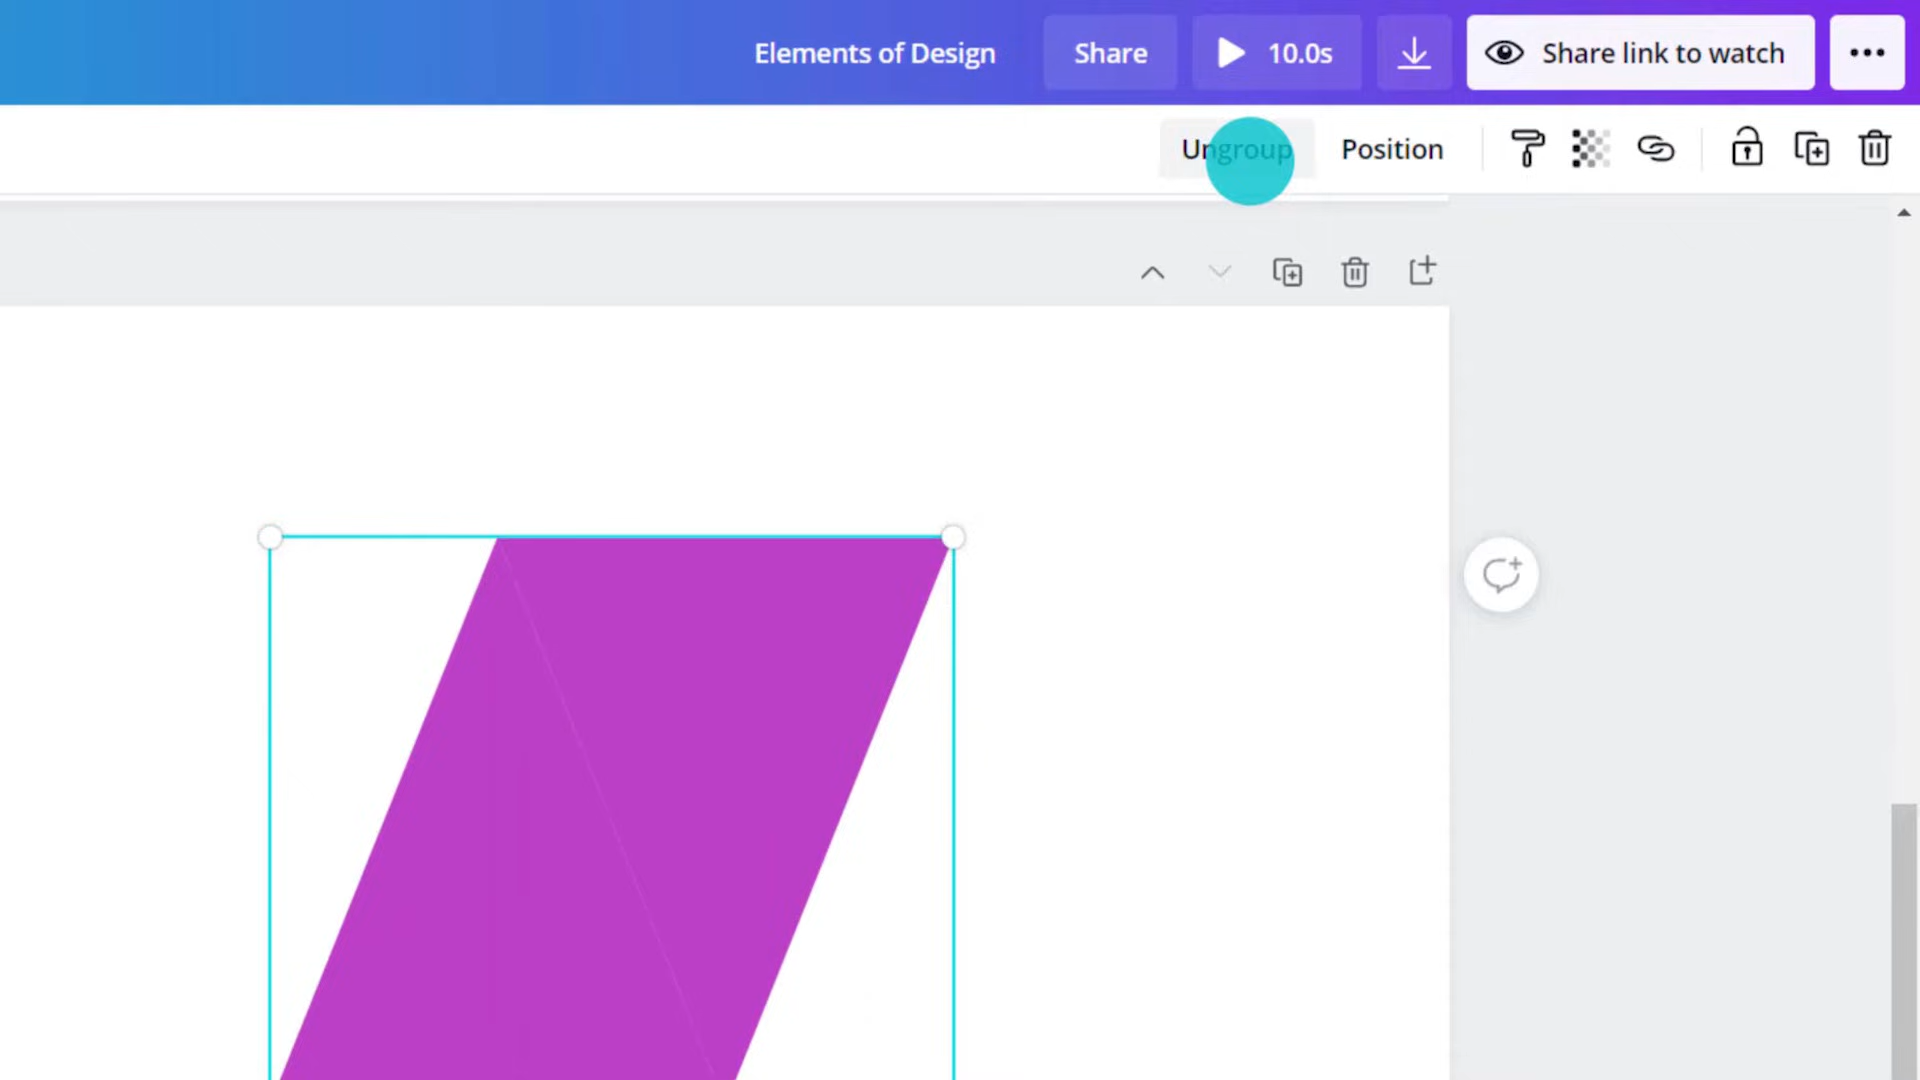 Elements of Design Share 10.0s Share link to watch
Ungroup Position